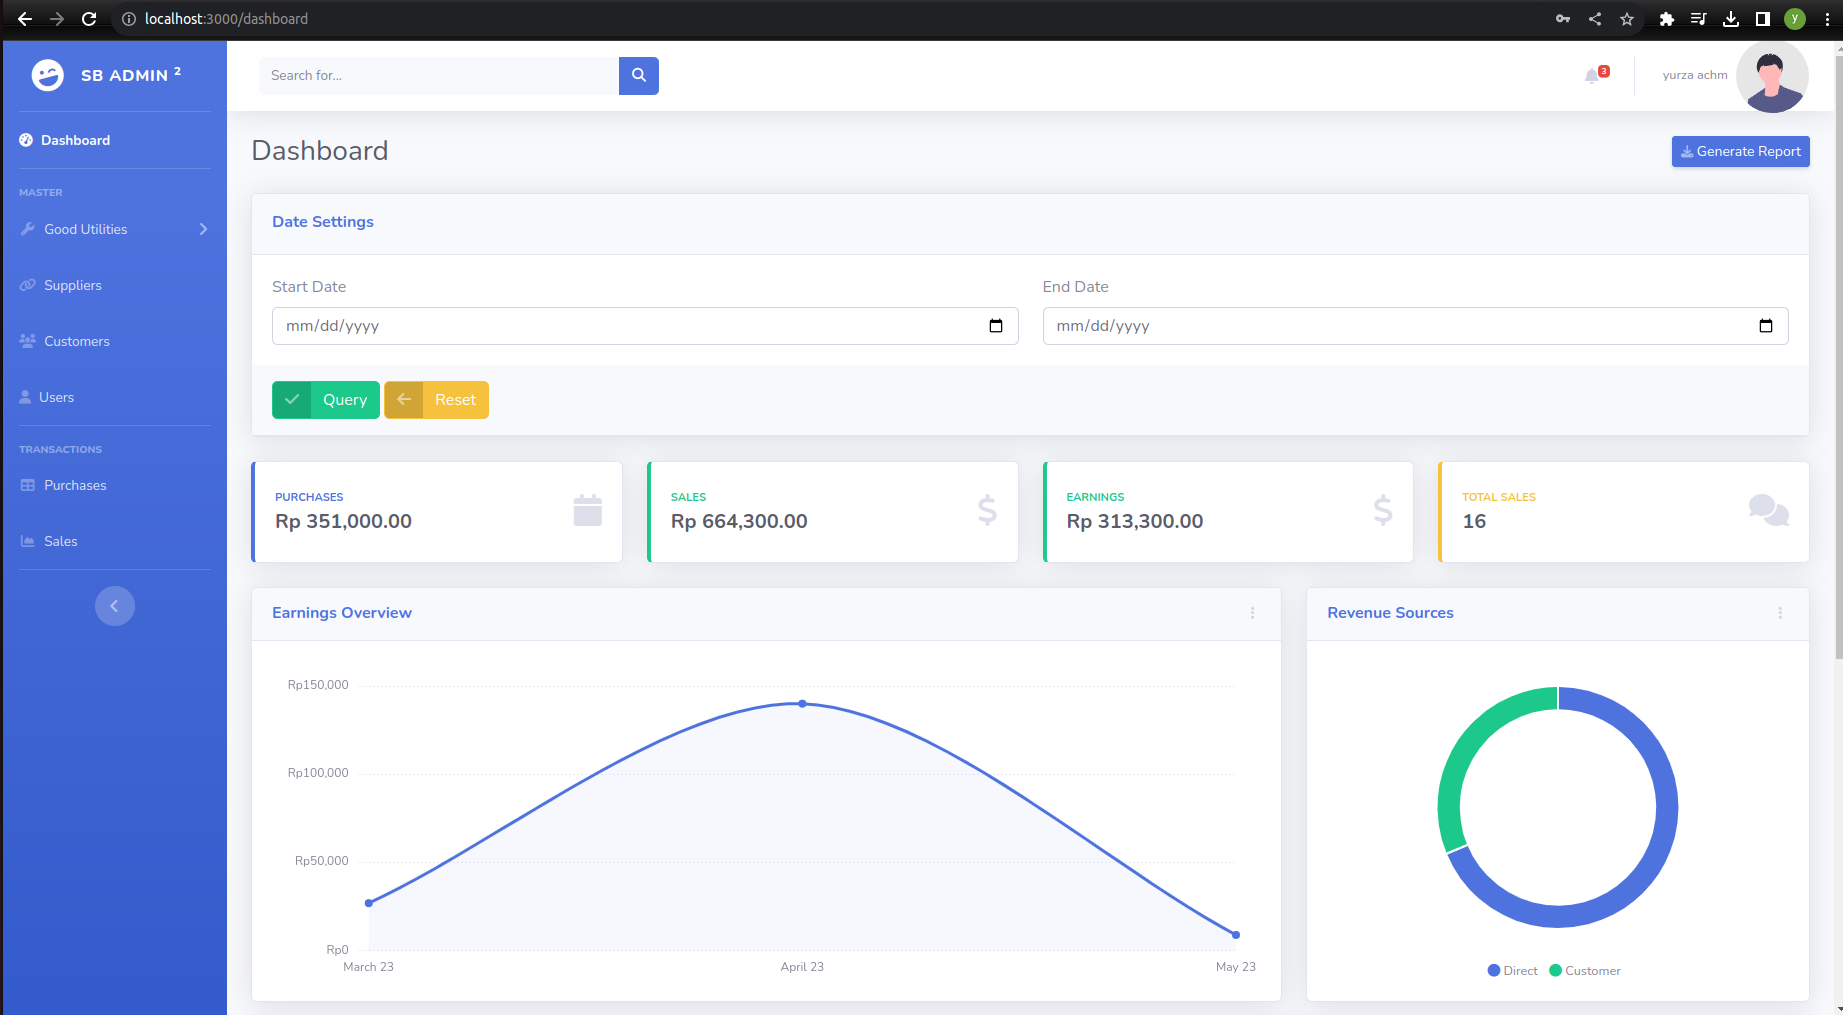 localhost:3000/dashboard
y
SB ADMIN 2
Search for...
3
yurza achm
Dashboard
MASTER
Good Utilities
Suppliers
Customers
Users
TRANSACTIONS
Purchases
Sales
Dashboard
Generate Report
Date Settings
Start Date
End Date
mm/dd/yyyy
mm/dd/yyyy
Query
Reset
PURCHASES
Rp 351,000.00
SALES
Rp 664,300.00
EARNINGS
Rp 313,300.00
TOTAL SALES
16
Earnings Overview
Rp150,000
Rp100,000
Rp50,000
Rp0
March 23
April 23
May 23
Revenue Sources
Direct
Customer